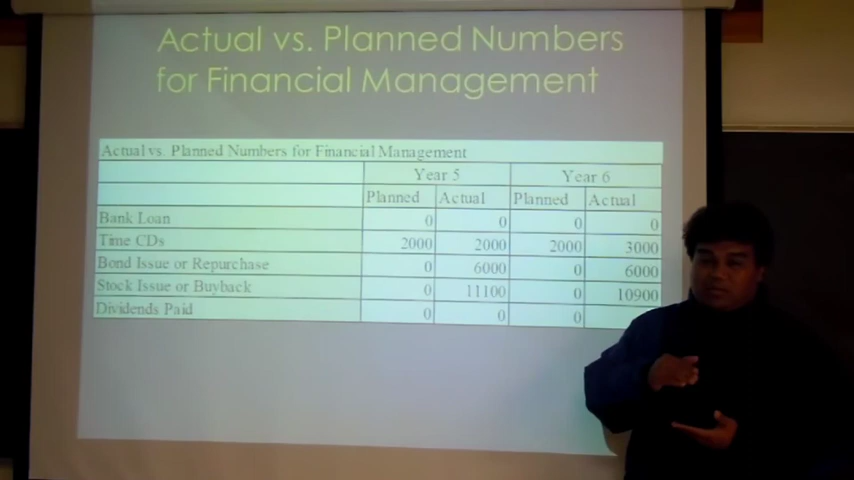 Actual vs. Planned Numbers
for Financial Management
Actual vs. Planned Numbers for Financial Management
Year 5 Year 6
Planned Actual Planned Actual
Bank Loan 0 0 0 0
Time CDs 2000 2000 2000 3000
Bond Issue or Repurchase 0 6000 0 6000
Stock Issue or Buyback 0 11100 0 10900
Dividends Paid 0 0 0 0